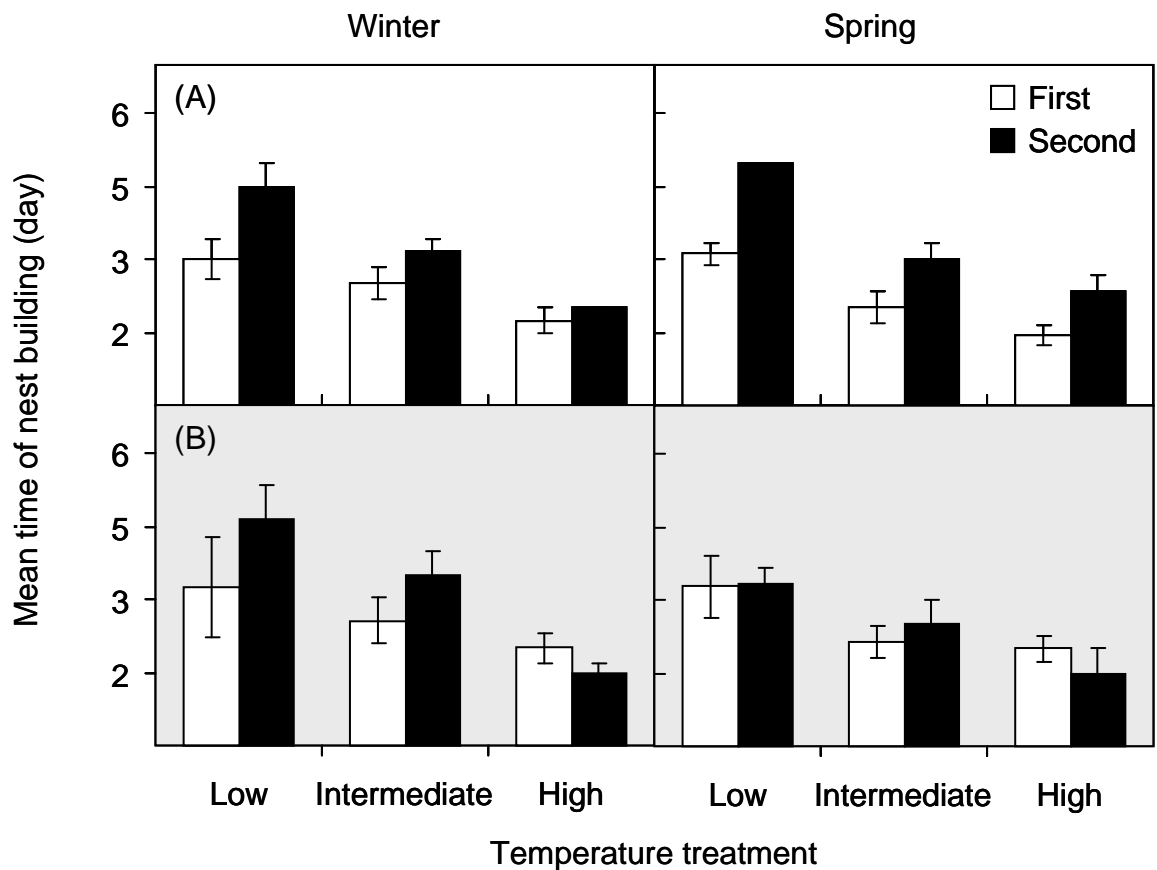 Winter
Spring
(A)
First
Second
6
5
3
2
(B)
6
5
3
2
Mean time of nest building (day)
Low
Intermediate
High
Low
Intermediate
High
Temperature treatment